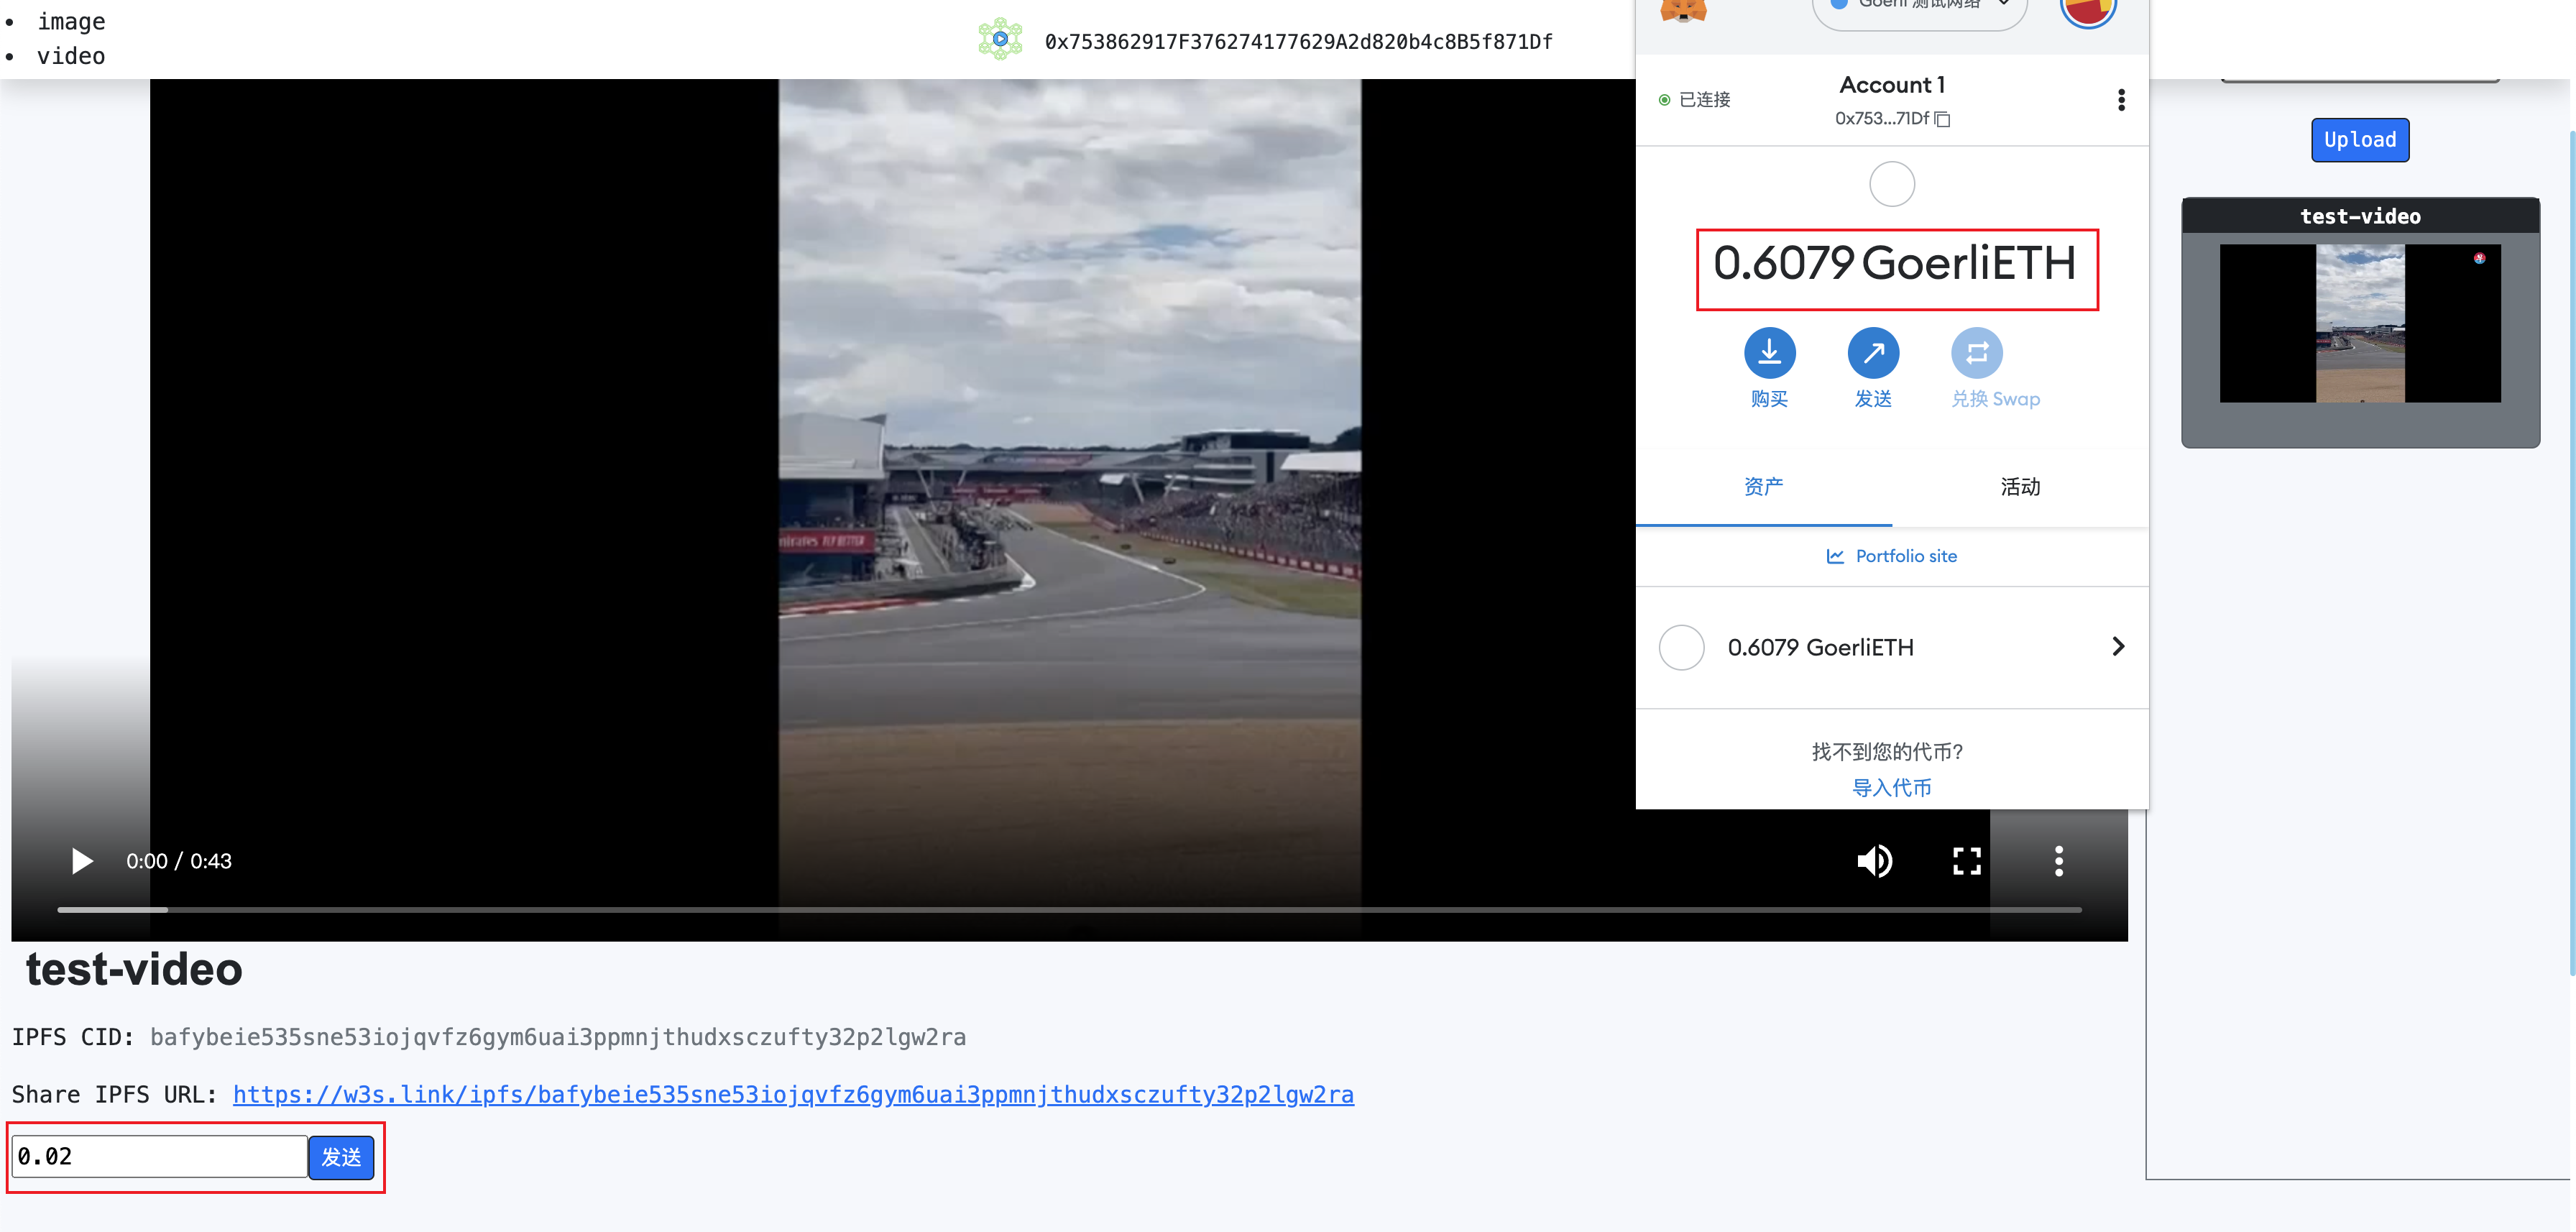 image
video
0x753862917F376274177629A2d820b4c8B5f871Df
Goerli 测试网络
已连接
Account 1
0x753...71Df
0.6079 GoerliETH
购买
发送
兑换 Swap
资产
活动
Portfolio site
0.6079 GoerliETH
找不到您的代币?
导入代币
Upload
test-video
FLY BETTER
0:00 / 0:43
test-video
IPFS CID: bafybeie535sne53iojqvfz6gym6uai3ppmnjthudxsczufty32p2lgw2ra
Share IPFS URL: https://w3s.link/ipfs/bafybeie535sne53iojqvfz6gym6uai3ppmnjthudxsczufty32p2lgw2ra
0.02
发送